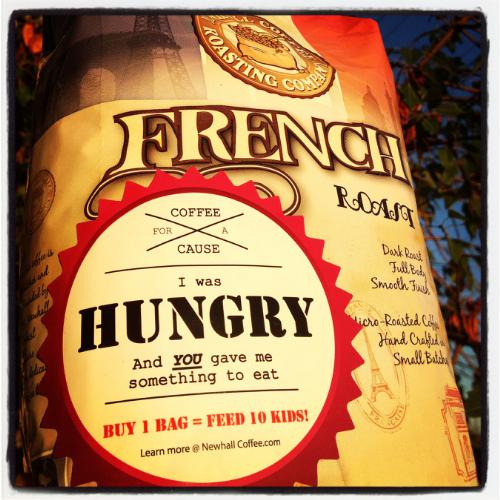 ROASTING COMPANY
FRENCH
ROAST
COFFEE
FOR A
CAUSE
I was
HUNGRY
And YOU gave me
something to eat
BUY 1 BAG = FEED 10 KIDS!
Learn more @ Newhall Coffee.com
Dark Roast
Full Body
Smooth Finish
Micro-Roasted Coffee
Hand Crafted in
Small Batches